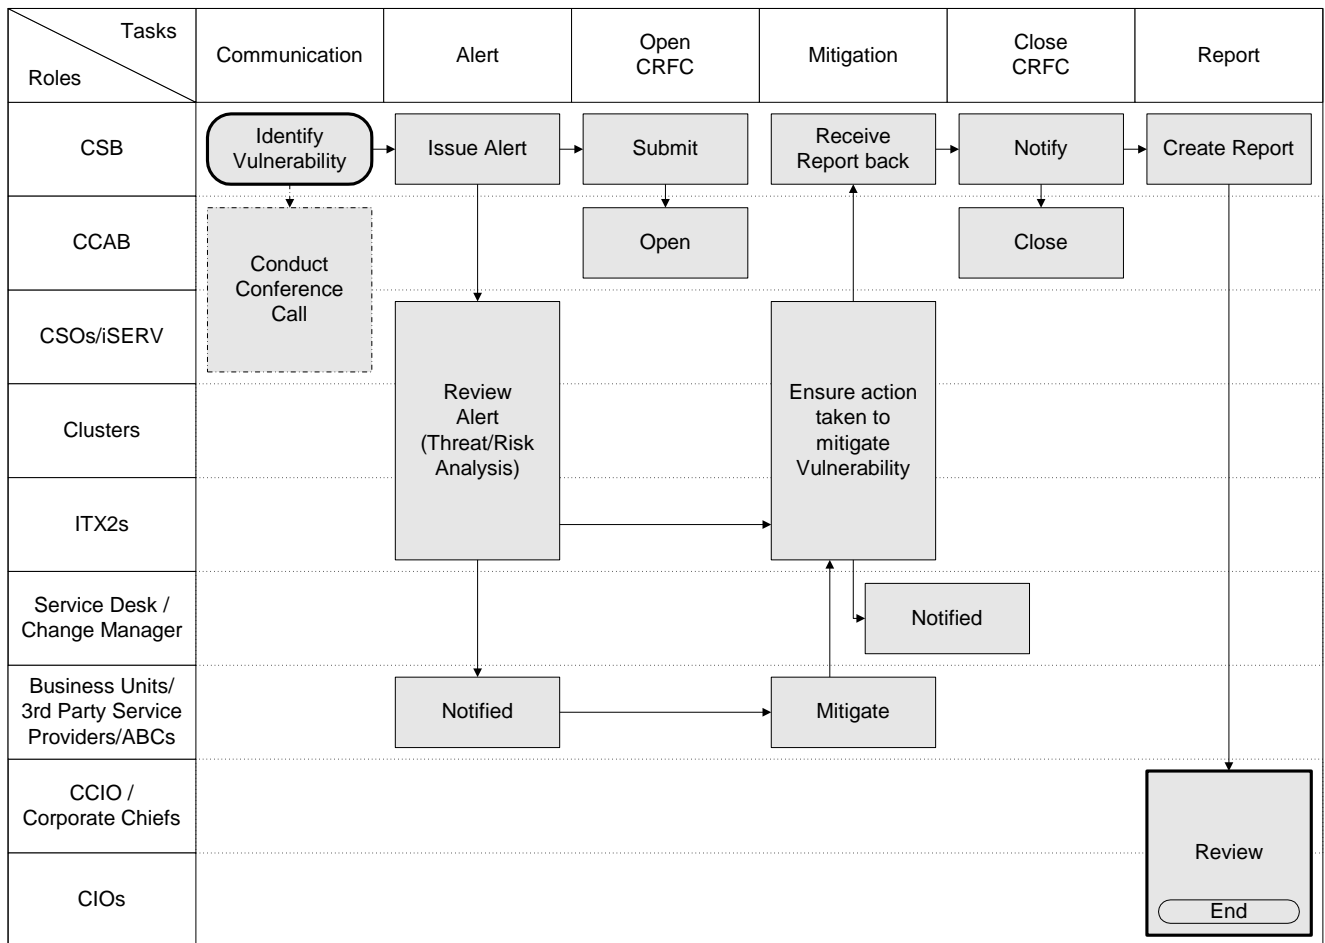 Tasks
Roles
Communication
Alert
Open
CRFC
Mitigation
Close
CRFC
Report
CSB
Identify
Vulnerability
Issue Alert
Submit
Receive
Report back
Notify
Create Report
CCAB
Conduct
Conference
Call
Open
Close
CSOs/iSERV
Clusters
Review
Alert
(Threat/Risk
Analysis)
Ensure action
taken to
mitigate
Vulnerability
ITX2s
Service Desk /
Change Manager
Notified
Business Units/
3rd Party Service
Providers/ABCs
Notified
Mitigate
CCIO /
Corporate Chiefs
Review
CIOs
End